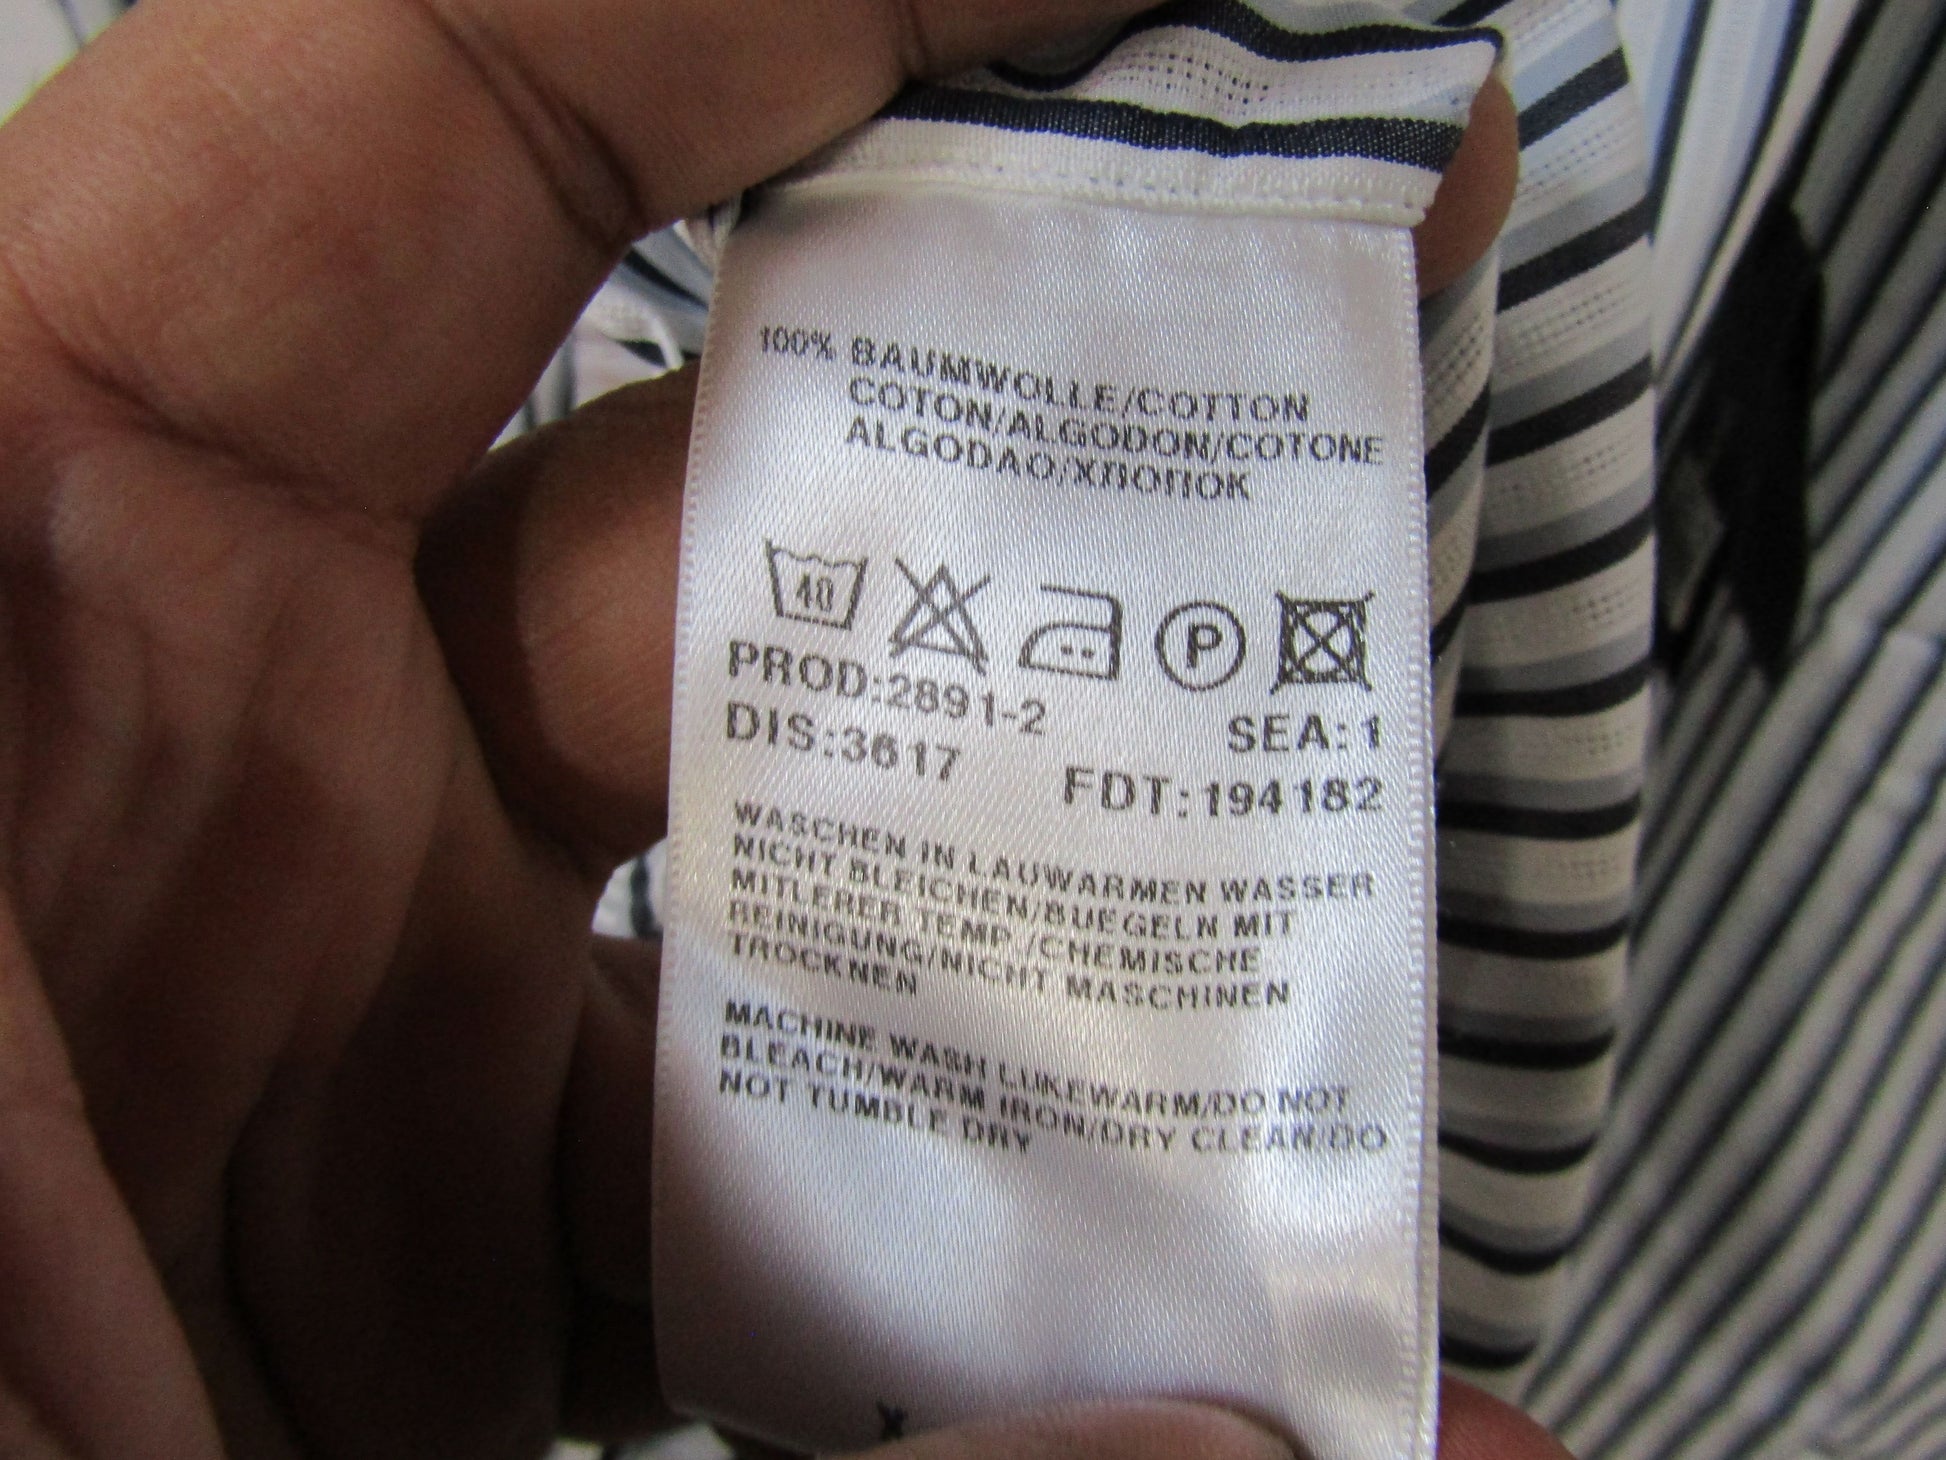 100% BAUMWOLLE/COTTON
COTON/ALGODON/COTONE
ALGODAO/ХПОПОК
40
P
PROD:2891-2
SEA:1
DIS:3617
FDT:194182
WASCHEN IN LAUWARMEN WASSER
NICHT BLEICHEN/BUEGELN MIT
MITLERER TEMP./CHEMISCHE
REINIGUNG/NICHT MASCHINEN
TROCKNEN
MACHINE WASH LUKEWARM/DO NOT
BLEACH/WARM IRON/DRY CLEAN/DO
NOT TUMBLE DRY